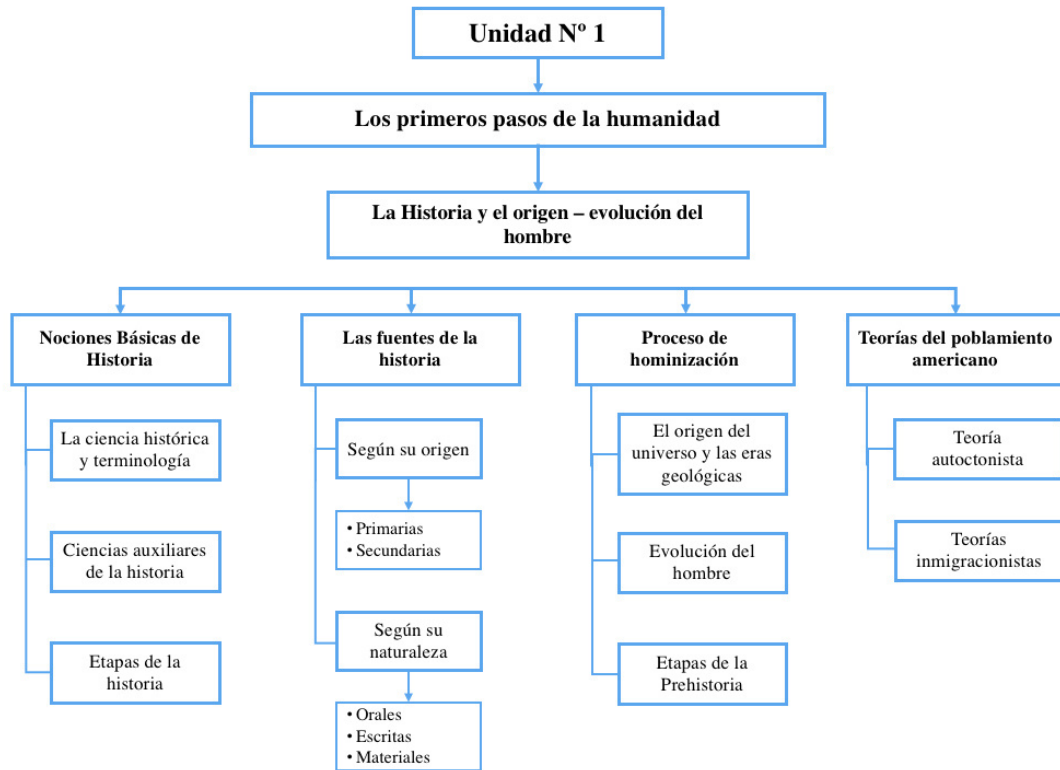 Unidad Nº 1
Los primeros pasos de la humanidad
La Historia y el origen – evolución del
hombre
Nociones Básicas de
Historia
La ciencia histórica
y terminología
Ciencias auxiliares
de la historia
Etapas de la
historia
Las fuentes de la
historia
Según su origen
• Primarias
• Secundarias
Según su
naturaleza
• Orales
• Escritas
• Materiales
Proceso de
hominización
El origen del
universo y las eras
geológicas
Evolución del
hombre
Etapas de la
Prehistoria
Teorías del poblamiento
americano
Teoría
autoctonista
Teorías
inmigracionistas